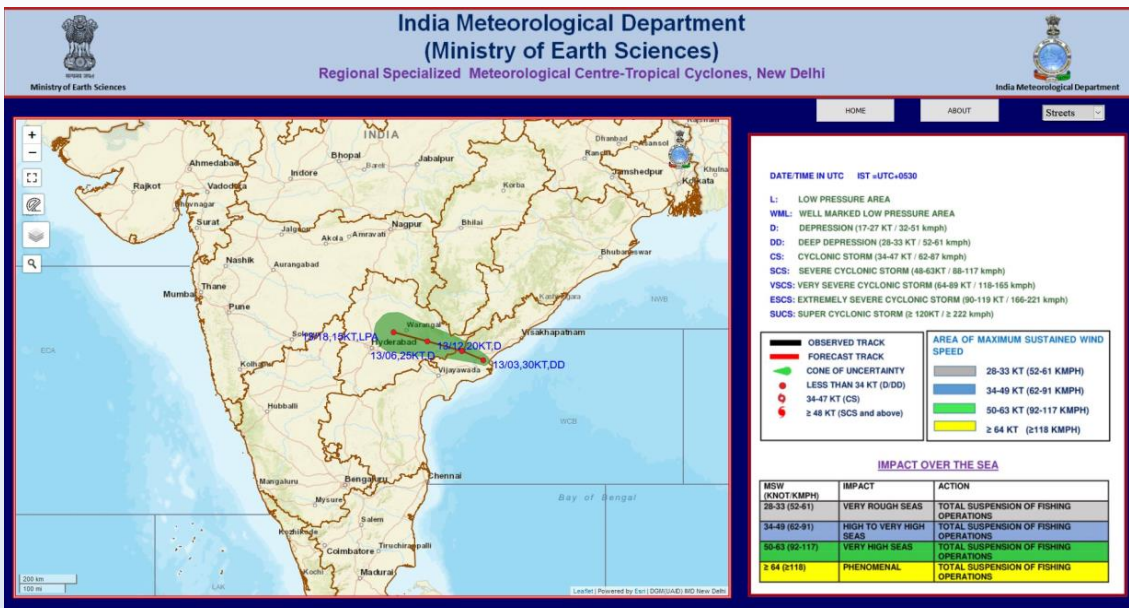 India Meteorological Department
(Ministry of Earth Sciences)
Regional Specialized Meteorological Centre-Tropical Cyclones, New Delhi
Ministry of Earth Sciences
India Meteorological Department
HOME
ABOUT
Streets
+
−
INDIA
Dhanbad
Asansol
Ranchi
Jamshedpur
Khulna
Kolkata
Ahmedabad
Bhopal
Jabalpur
Rajkot
Vadodara
Indore
Korba
Bhavnagar
Surat
Jalgaon
Nagpur
Bhilai
Akola
Amravati
Bhubaneswar
Nashik
Aurangabad
Thane
Mumbai
NWB
Pune
Warangal
Visakhapatnam
13/18,15KT,LPA
Hyderabad
13/12,20KT,D
13/06,25KT,D
13/03,30KT,DD
ECA
Vijayawada
Hubballi
WCB
Chennai
Mangaluru
Bengaluru
Bay of Bengal
Mysuru
Salem
Kozhikode
Coimbatore
Tiruchirappalli
Kochi
Madurai
LAK
200 km
100 mi
Leaflet | Powered by Esri | DGM(UAID) IMD New Delhi
DATE/TIME IN UTC IST =UTC+0530
L: LOW PRESSURE AREA
WML: WELL MARKED LOW PRESSURE AREA
D: DEPRESSION (17-27 KT / 32-51 kmph)
DD: DEEP DEPRESSION (28-33 KT / 52-61 kmph)
CS: CYCLONIC STORM (34-47 KT / 62-87 kmph)
SCS: SEVERE CYCLONIC STORM (48-63KT / 88-117 kmph)
VSCS: VERY SEVERE CYCLONIC STORM (64-89 KT / 118-165 kmph)
ESCS: EXTREMELY SEVERE CYCLONIC STORM (90-119 KT / 166-221 kmph)
SUCS: SUPER CYCLONIC STORM (≥ 120KT / ≥ 222 kmph)
OBSERVED TRACK
FORECAST TRACK
CONE OF UNCERTAINTY
LESS THAN 34 KT (D/DD)
34-47 KT (CS)
≥ 48 KT (SCS and above)
AREA OF MAXIMUM SUSTAINED WIND
SPEED
28-33 KT (52-61 KMPH)
34-49 KT (62-91 KMPH)
50-63 KT (92-117 KMPH)
≥ 64 KT (≥118 KMPH)
IMPACT OVER THE SEA
MSW (KNOT/KMPH) IMPACT ACTION
28-33 (52-61) VERY ROUGH SEAS TOTAL SUSPENSION OF FISHING OPERATIONS
34-49 (62-91) HIGH TO VERY HIGH SEAS TOTAL SUSPENSION OF FISHING OPERATIONS
50-63 (92-117) VERY HIGH SEAS TOTAL SUSPENSION OF FISHING OPERATIONS
≥ 64 (≥118) PHENOMENAL TOTAL SUSPENSION OF FISHING OPERATIONS